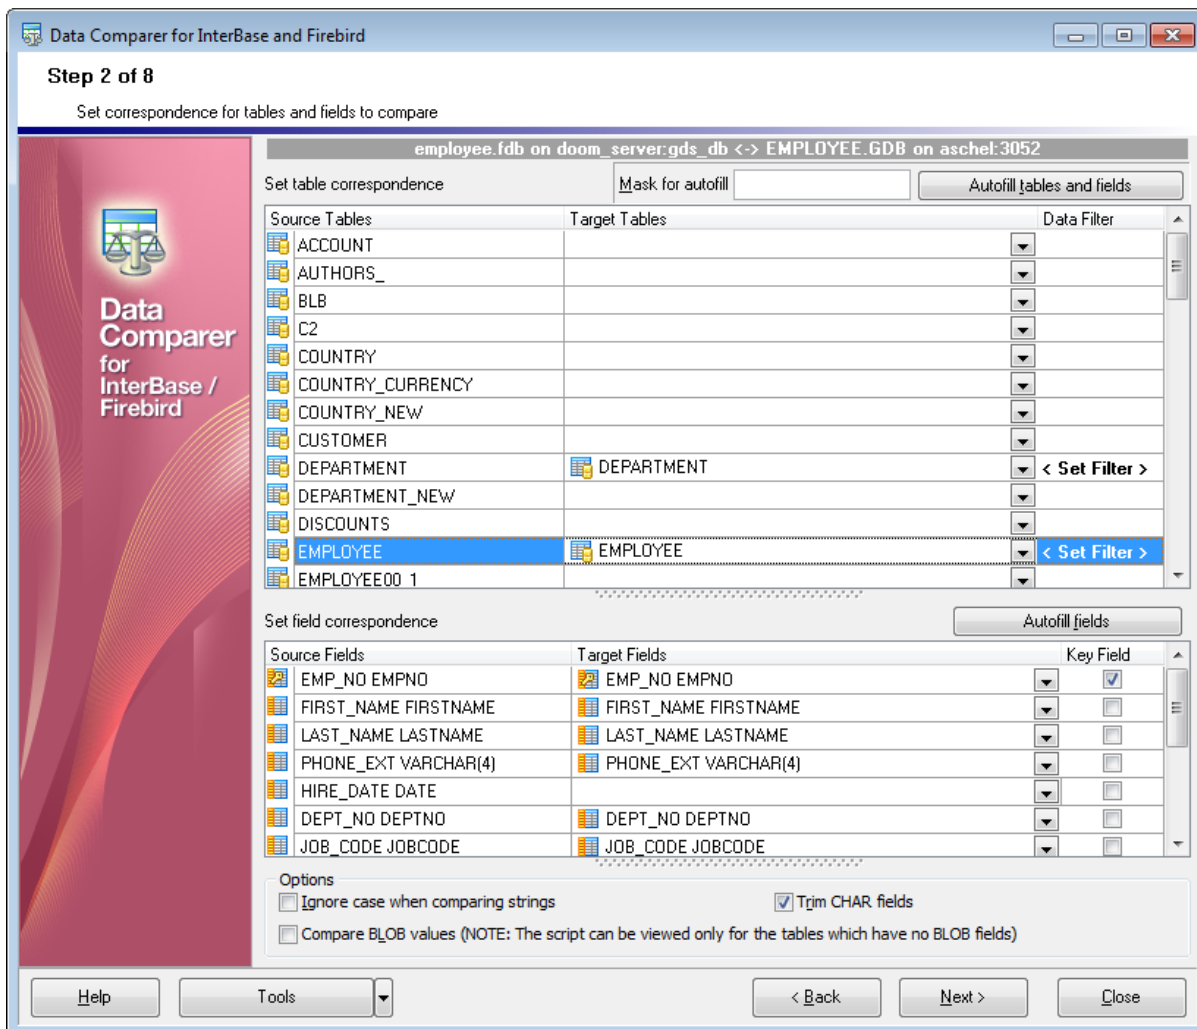 Data Comparer for InterBase and Firebird
Step 2 of 8
Set correspondence for tables and fields to compare
employee.fdb on doom_server:gds_db <-> EMPLOYEE.GDB on aschel:3052
Set table correspondence Mask for autofill Autofill tables and fields
Source Tables Target Tables Data Filter
ACCOUNT
AUTHORS_
BLB
C2
COUNTRY
COUNTRY_CURRENCY
COUNTRY_NEW
CUSTOMER
DEPARTMENT DEPARTMENT < Set Filter >
DEPARTMENT_NEW
DISCOUNTS
EMPLOYEE EMPLOYEE < Set Filter >
EMPLOYEE00_1
Data
Comparer
for
InterBase /
Firebird
Set field correspondence Autofill fields
Source Fields Target Fields Key Field
EMP_NO EMPNO EMP_NO EMPNO
FIRST_NAME FIRSTNAME FIRST_NAME FIRSTNAME
LAST_NAME LASTNAME LAST_NAME LASTNAME
PHONE_EXT VARCHAR(4) PHONE_EXT VARCHAR(4)
HIRE_DATE DATE
DEPT_NO DEPTNO DEPT_NO DEPTNO
JOB_CODE JOBCODE JOB_CODE JOBCODE
Options
Ignore case when comparing strings Trim CHAR fields
Compare BLOB values (NOTE: The script can be viewed only for the tables which have no BLOB fields)
Help Tools < Back Next > Close